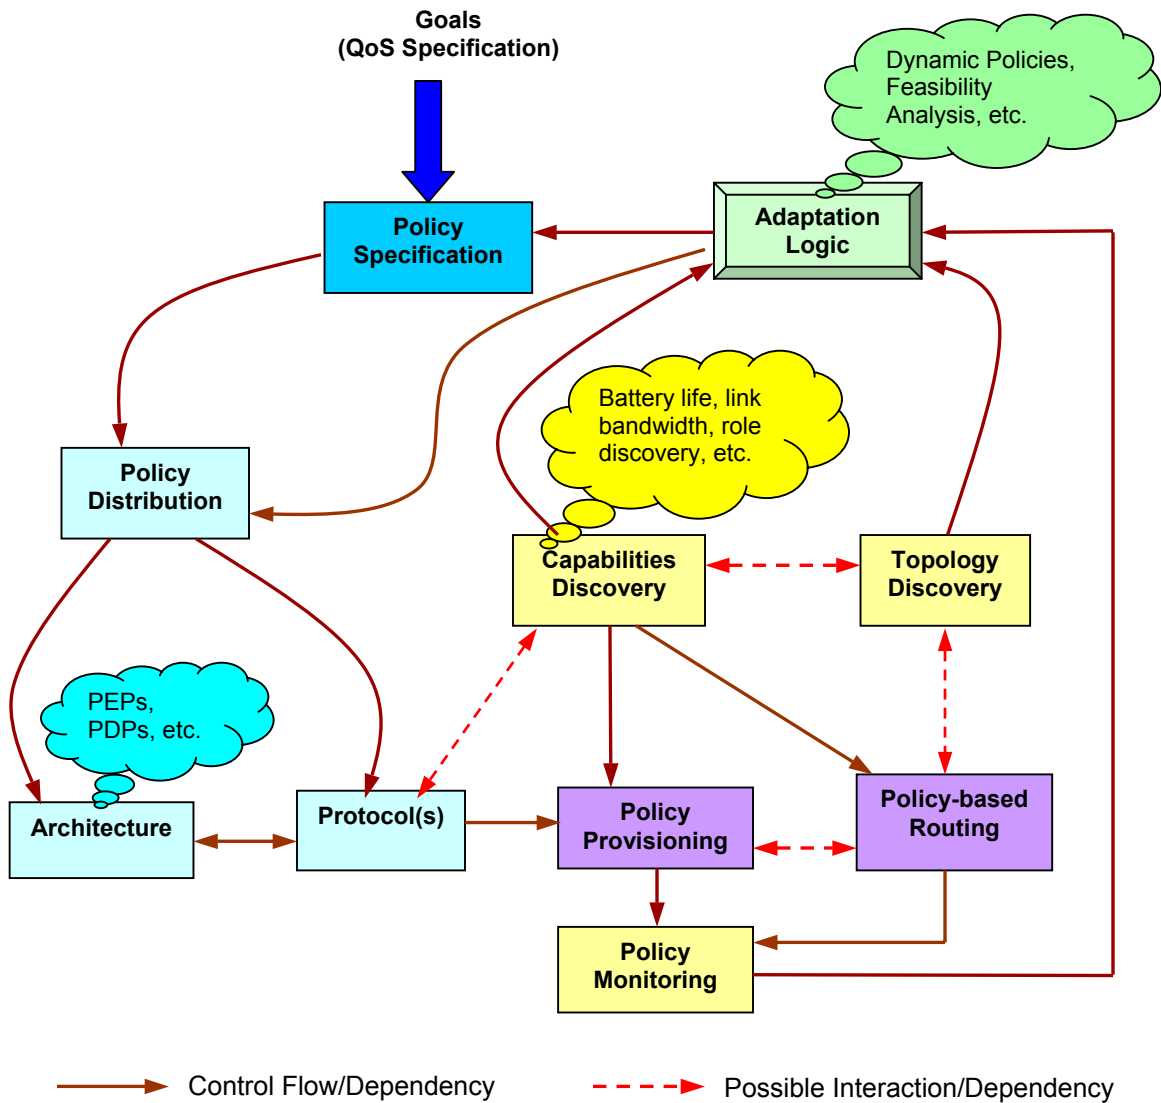 Goals
(QoS Specification)
Dynamic Policies,
Feasibility
Analysis, etc.
Policy
Specification
Adaptation
Logic
Battery life, link
bandwidth, role
discovery, etc.
Policy
Distribution
Capabilities
Discovery
Topology
Discovery
PEPs,
PDPs, etc.
Architecture
Protocol(s)
Policy
Provisioning
Policy-based
Routing
Policy
Monitoring
Control Flow/Dependency
Possible Interaction/Dependency